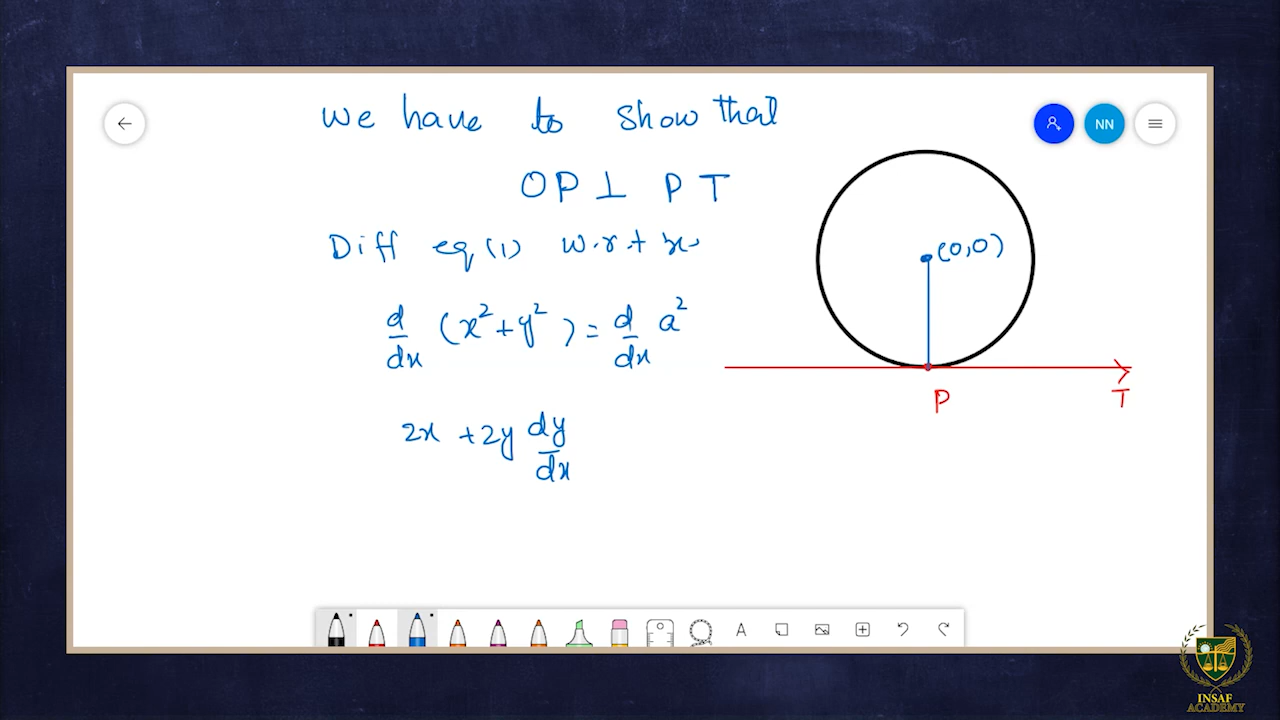 We have to show that
OP ⊥ PT
Diff eq (1) w.r.t x.
d/dx (x²+y²) = d/dx a²
2x + 2y dy/dx
(0,0)
P
T
NN
A
INSAF
ACADEMY